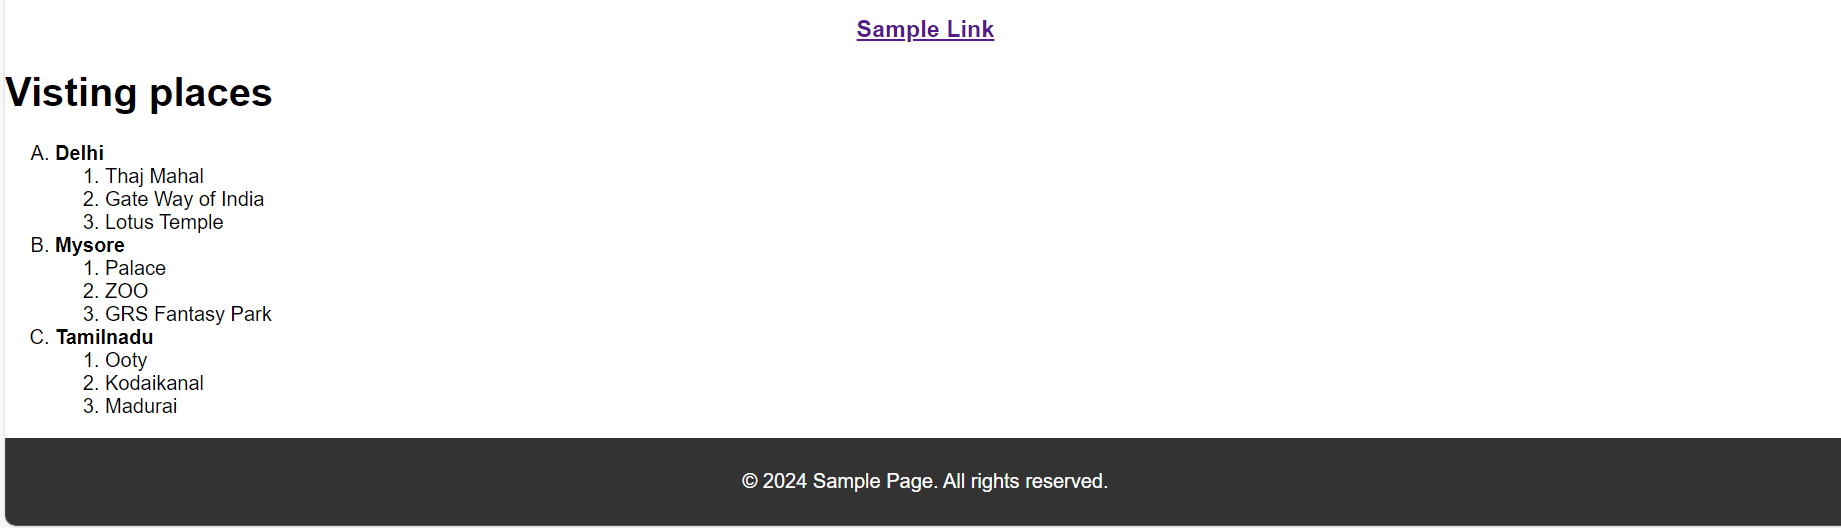 Sample Link
Visting places
A. Delhi
1. Thaj Mahal
2. Gate Way of India
3. Lotus Temple
B. Mysore
1. Palace
2. ZOO
3. GRS Fantasy Park
C. Tamilnadu
1. Ooty
2. Kodaikanal
3. Madurai
© 2024 Sample Page. All rights reserved.